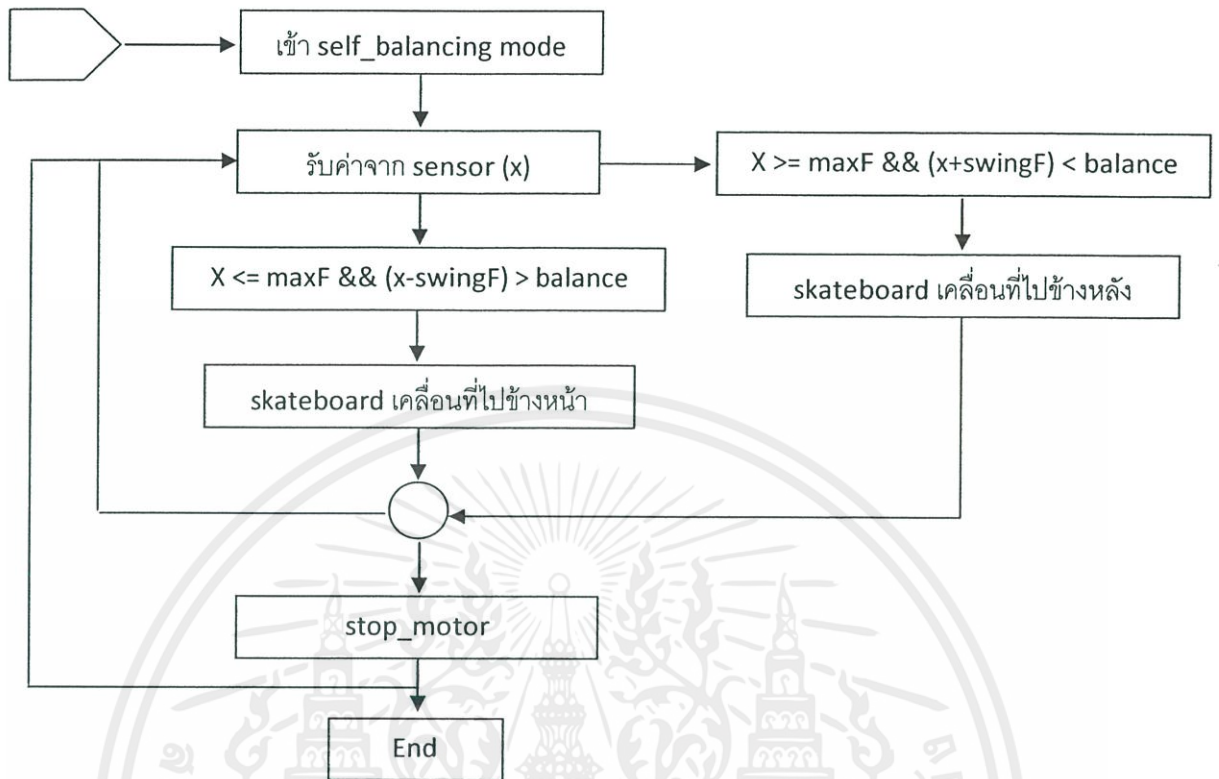 เข้า self_balancing mode
รับค่าจาก sensor (x)
X >= maxF && (x+swingF) < balance
X <= maxF && (x-swingF) > balance
skateboard เคลื่อนที่ไปข้างหลัง
skateboard เคลื่อนที่ไปข้างหน้า
stop_motor
End